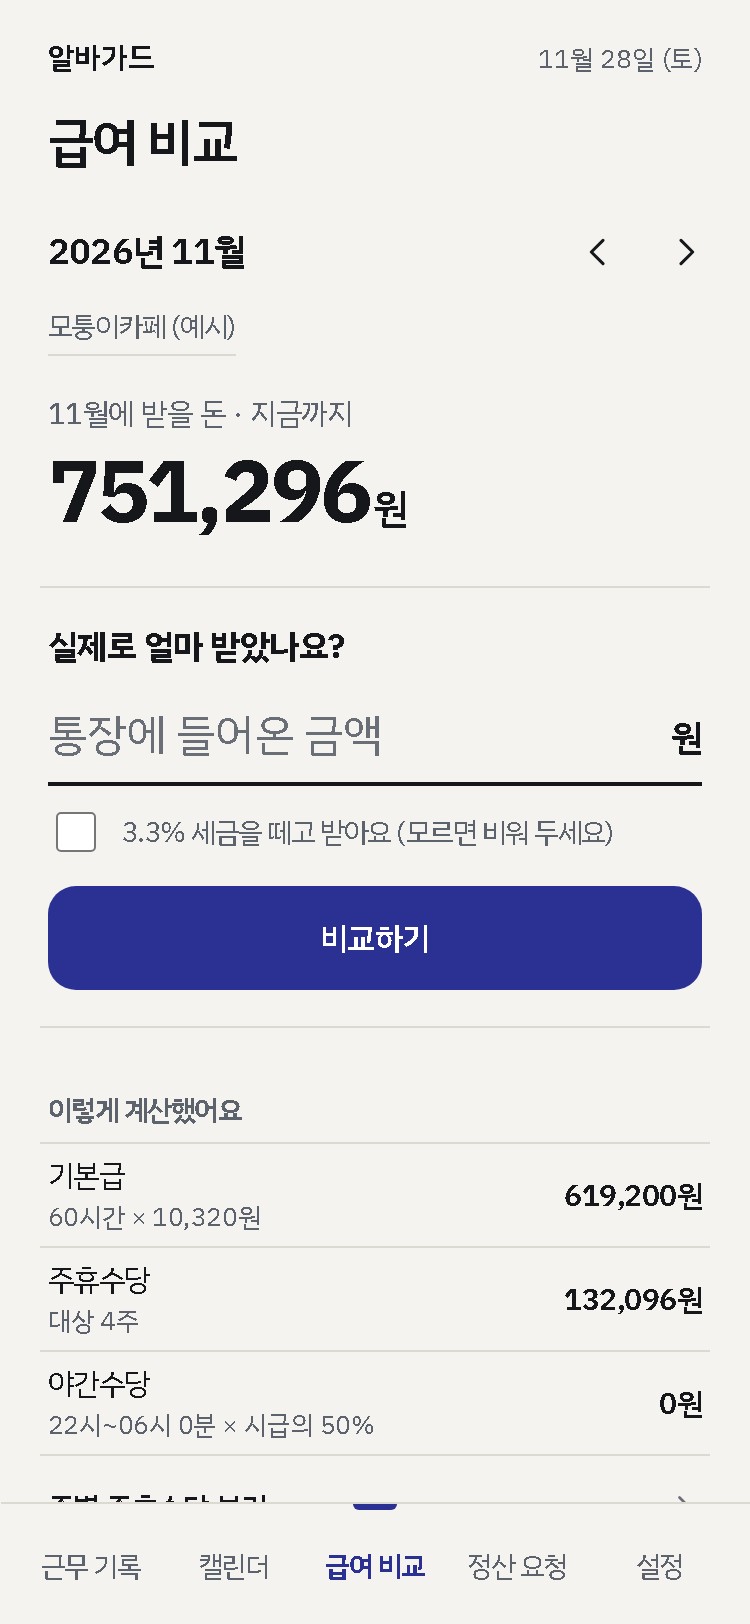 알바가드
11월 28일 (토)
급여 비교
2026년 11월
모퉁이카페 (예시)
11월에 받을 돈 · 지금까지
751,296원
실제로 얼마 받았나요?
통장에 들어온 금액
원
3.3% 세금을 떼고 받아요 (모르면 비워 두세요)
비교하기
이렇게 계산했어요
기본급
60시간 × 10,320원
619,200원
주휴수당
대상 4주
132,096원
야간수당
22시~06시 0분 × 시급의 50%
0원
근무 기록
캘린더
급여 비교
정산 요청
설정